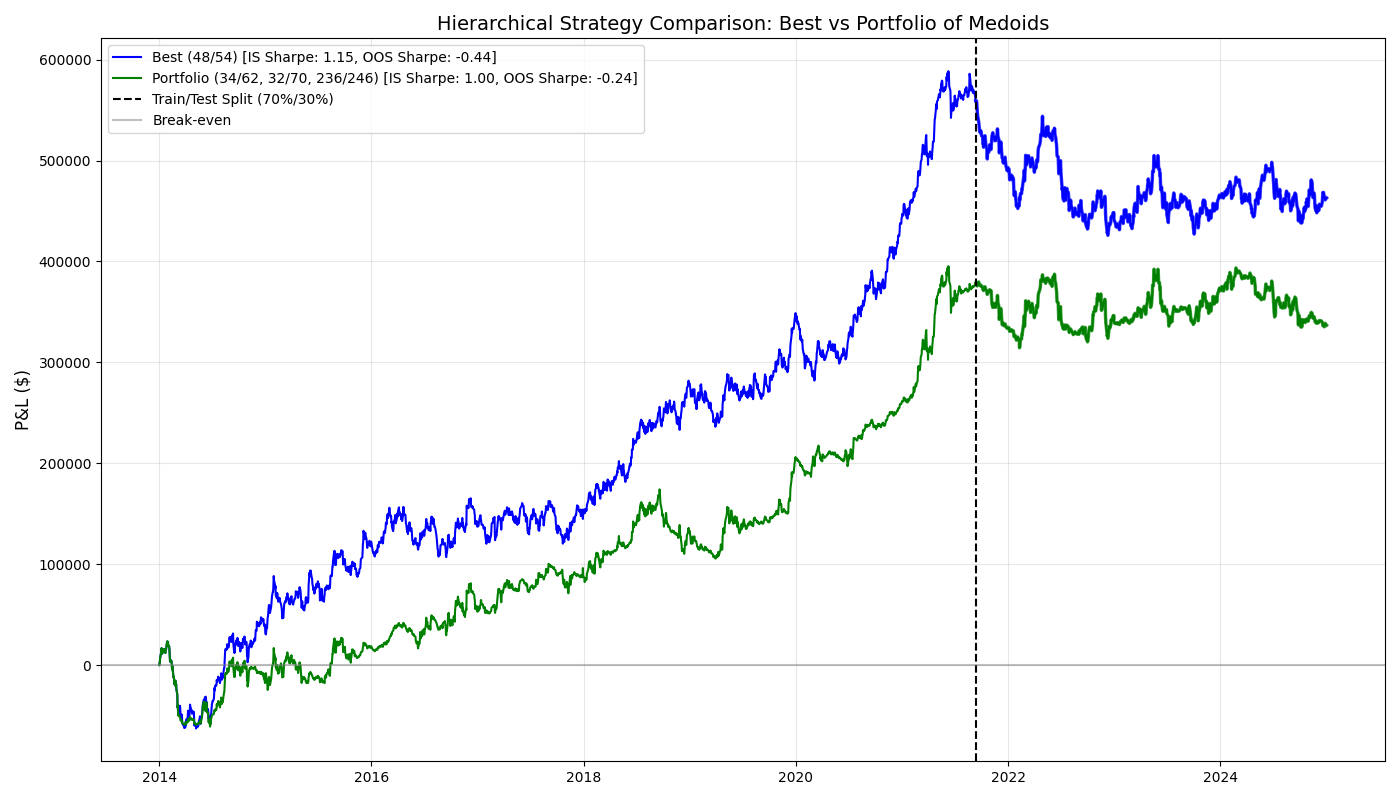 Hierarchical Strategy Comparison: Best vs Portfolio of Medoids
Best (48/54) [IS Sharpe: 1.15, OOS Sharpe: -0.44]
Portfolio (34/62, 32/70, 236/246) [IS Sharpe: 1.00, OOS Sharpe: -0.24]
Train/Test Split (70%/30%)
Break-even
P&L ($)
600000
500000
400000
300000
200000
100000
0
2014
2016
2018
2020
2022
2024